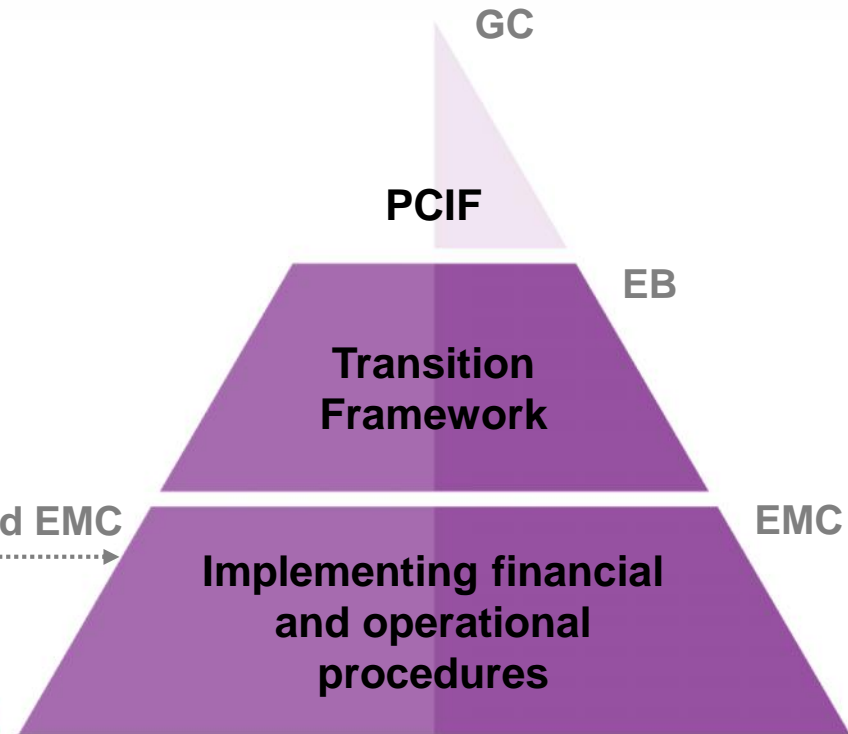 GC
PCIF
EB
Transition
Framework
d EMC
EMC
Implementing financial
and operational
procedures